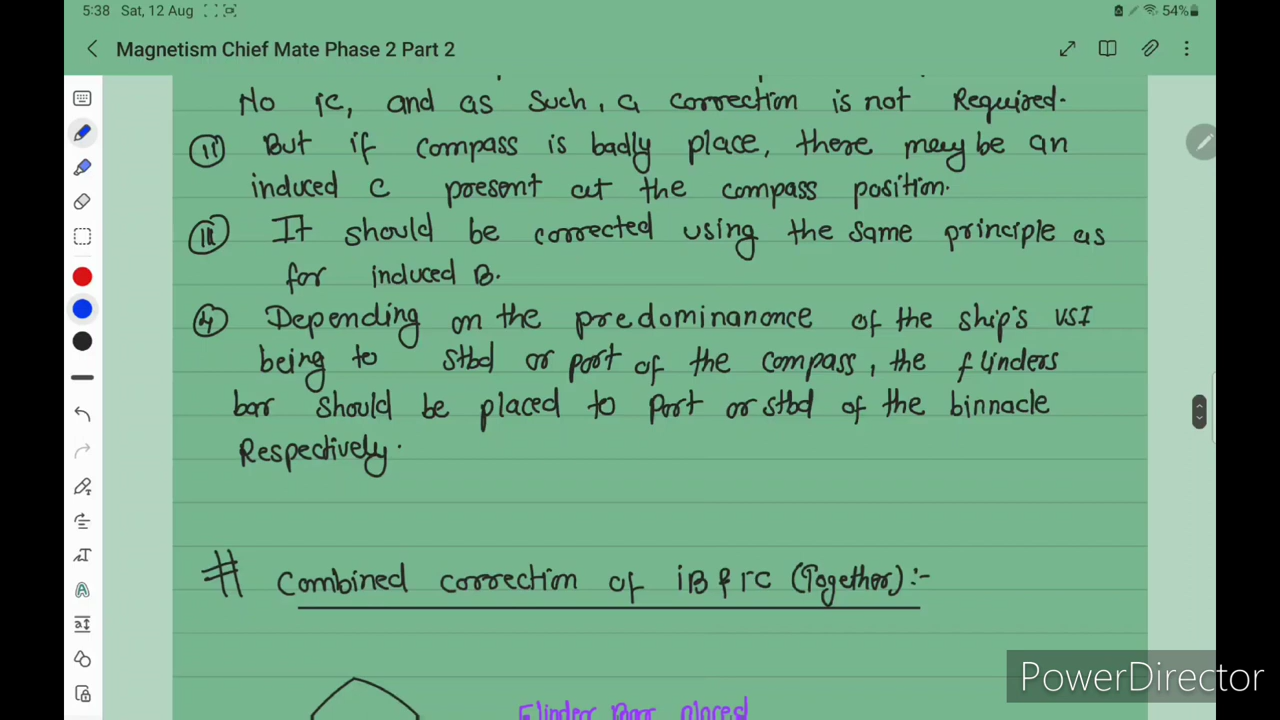 5:38 Sat, 12 Aug
54%
Magnetism Chief Mate Phase 2 Part 2
No ic, and as such, a correction is not Required.
(ii) But if compass is badly place, there may be an
induced c present at the compass position.
(iii) It should be corrected using the same principle as
for induced B.
(4) Depending on the predominanonce of the ship's VSI
being to stbd or port of the compass, the flinders
bar should be placed to Port or stbd of the binnacle
Respectively.
# Combined correction of iB & ic (Together) :-
Flinder Bar placed
PowerDirector